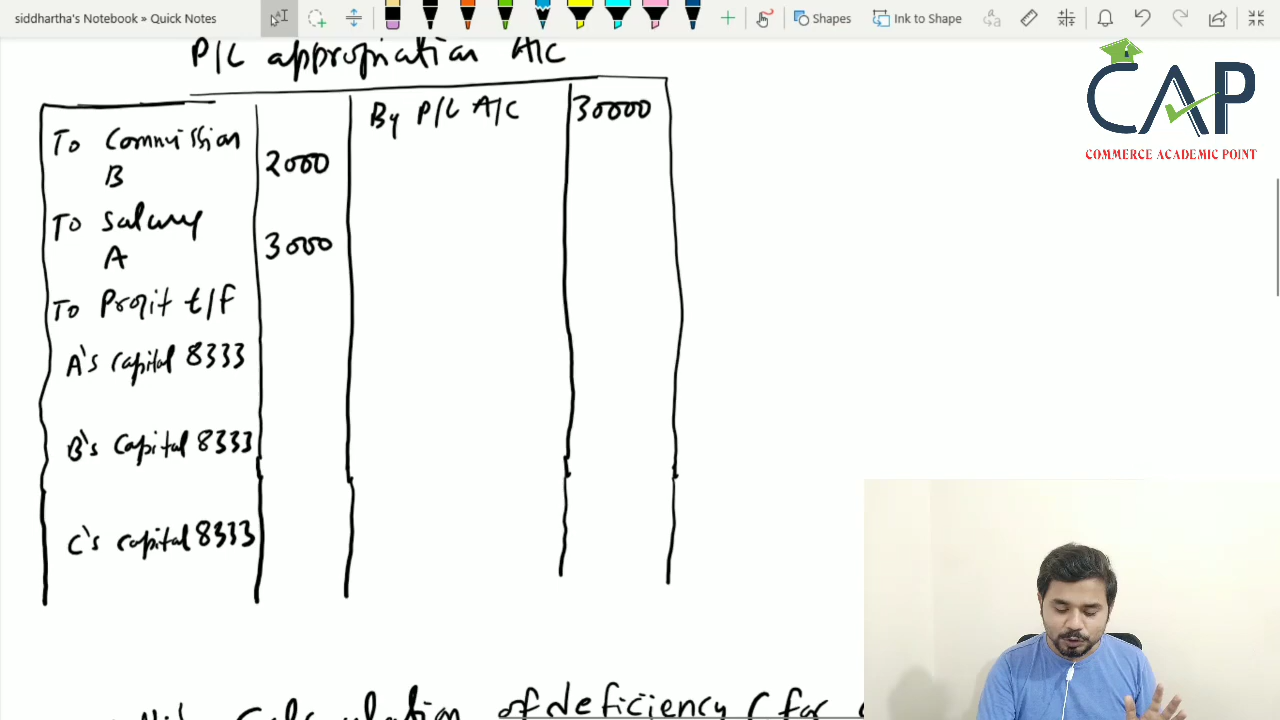 siddhartha's Notebook » Quick Notes
Shapes
Ink to Shape
P/L appropriation A/C
By P/L A/C 30000
To Commission
B 2000
To Salary
A 3000
To Profit t/f
A's Capital 8333
B's Capital 8333
C's Capital 8333
Calculation of deficiency ( for
CAP
COMMERCE ACADEMIC POINT